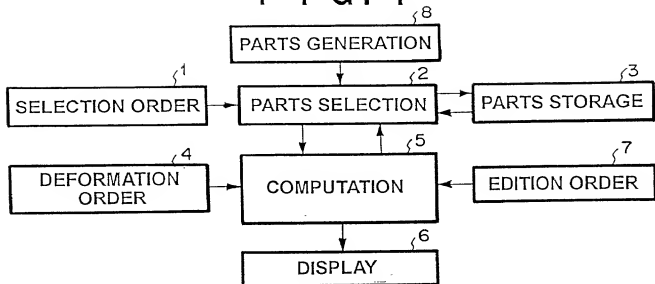 8
PARTS GENERATION
1
2
3
SELECTION ORDER
PARTS SELECTION
PARTS STORAGE
4
5
7
DEFORMATION
ORDER
COMPUTATION
EDITION ORDER
6
DISPLAY